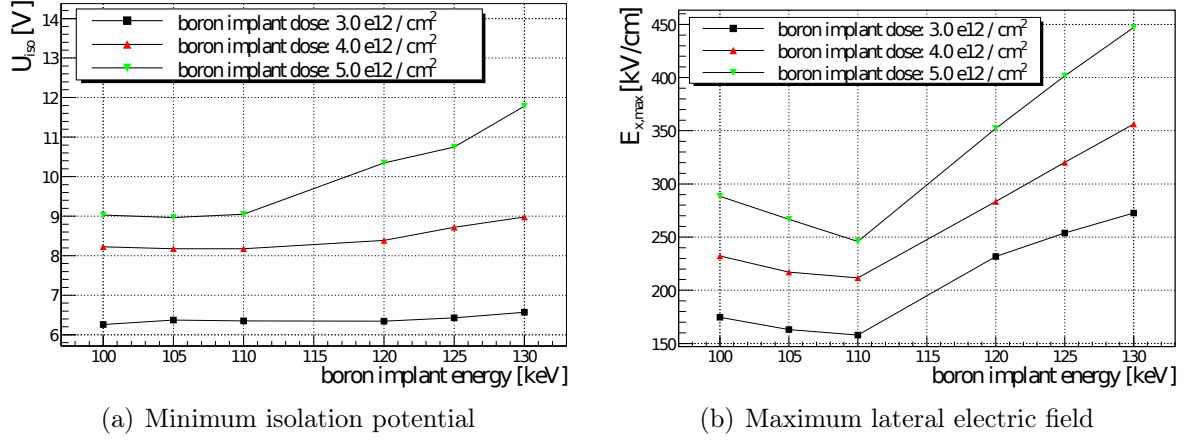 U_iso [V]
14
13
12
11
10
9
8
7
6
boron implant dose: 3.0 e12 / cm²
boron implant dose: 4.0 e12 / cm²
boron implant dose: 5.0 e12 / cm²
100 105 110 115 120 125 130
boron implant energy [keV]
(a) Minimum isolation potential
E_x,max [kV/cm]
450
400
350
300
250
200
150
boron implant dose: 3.0 e12 / cm²
boron implant dose: 4.0 e12 / cm²
boron implant dose: 5.0 e12 / cm²
100 105 110 115 120 125 130
boron implant energy [keV]
(b) Maximum lateral electric field